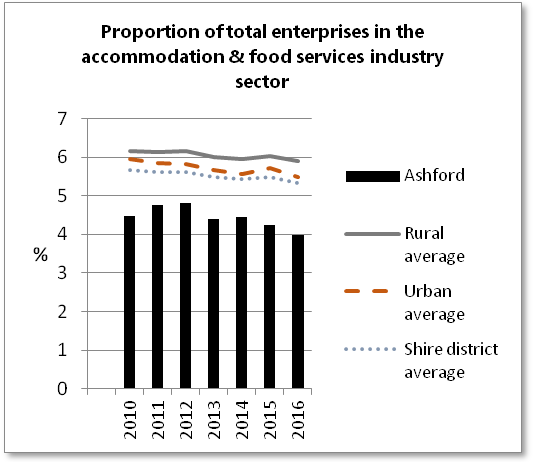 Proportion of total enterprises in the
accommodation & food services industry
sector
7
6
5
4
3
2
1
0
%
2010
2011
2012
2013
2014
2015
2016
Ashford
Rural
average
Urban
average
Shire district
average